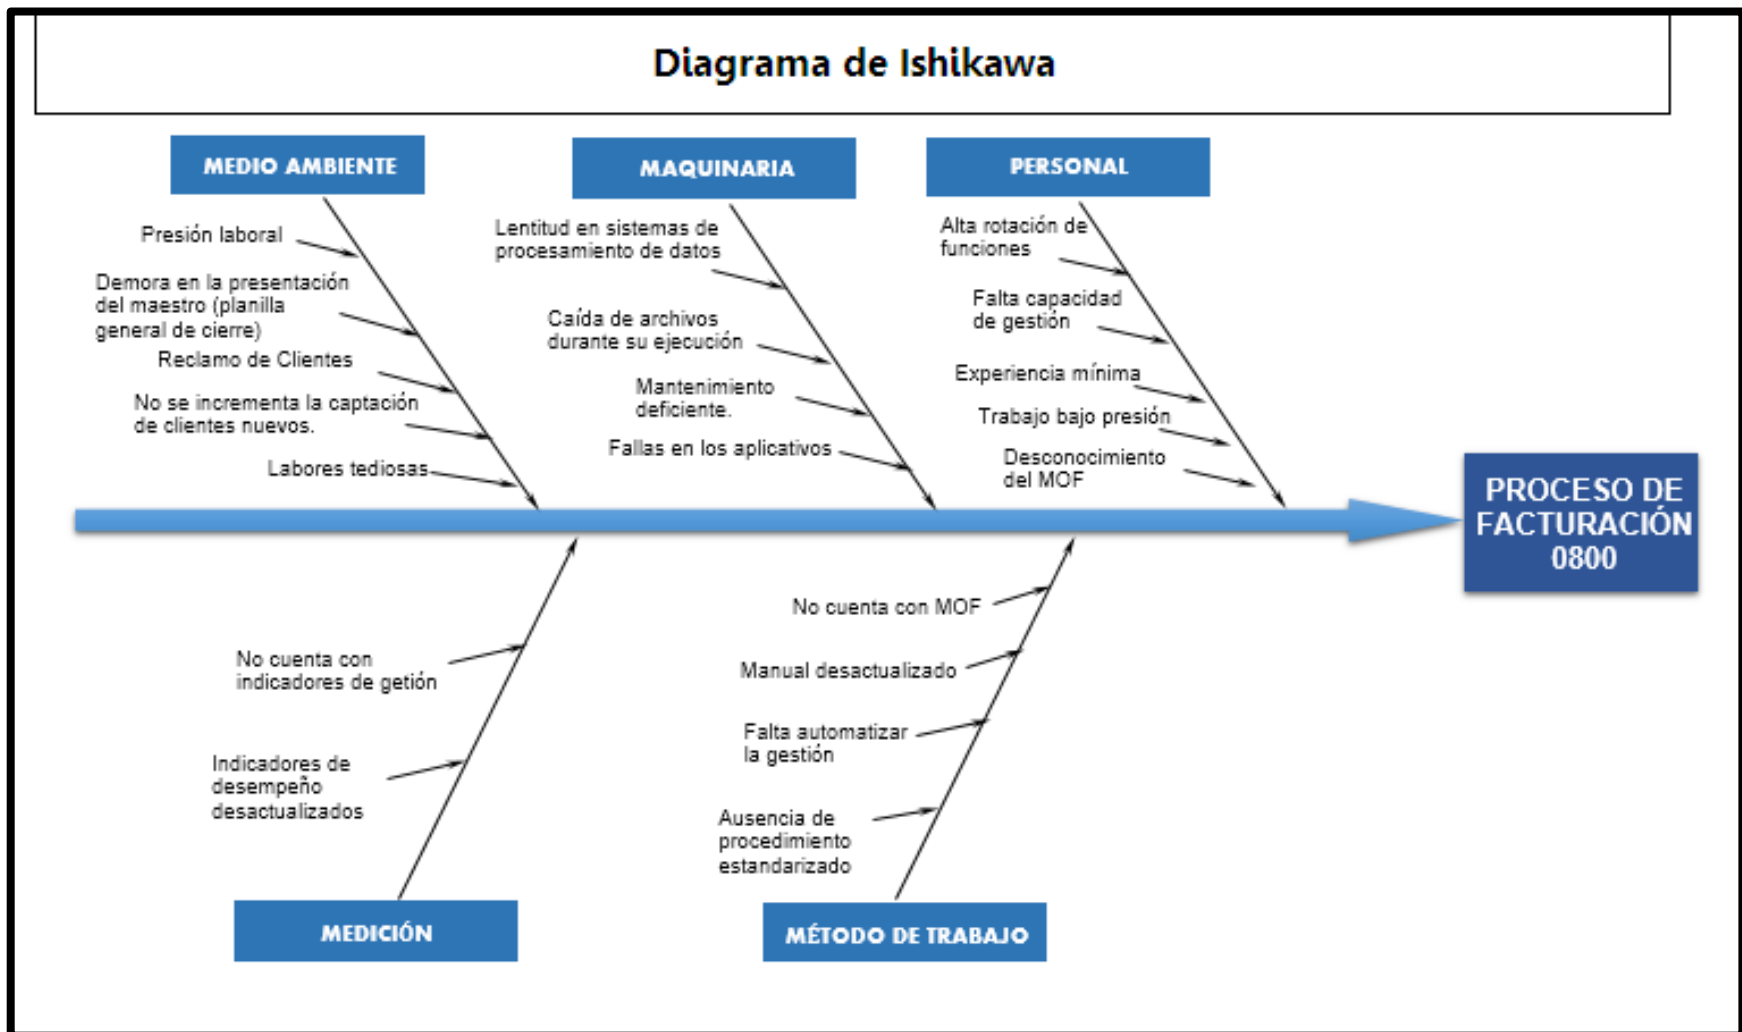 Diagrama de Ishikawa
MEDIO AMBIENTE
MAQUINARIA
PERSONAL
Presión laboral
Demora en la presentación
del maestro (planilla
general de cierre)
Reclamo de Clientes
No se incrementa la captación
de clientes nuevos.
Labores tediosas
Lentitud en sistemas de
procesamiento de datos
Caída de archivos
durante su ejecución
Mantenimiento
deficiente.
Fallas en los aplicativos
Alta rotación de
funciones
Falta capacidad
de gestión
Experiencia mínima
Trabajo bajo presión
Desconocimiento
del MOF
PROCESO DE
FACTURACIÓN
0800
No cuenta con
indicadores de getión
Indicadores de
desempeño
desactualizados
No cuenta con MOF
Manual desactualizado
Falta automatizar
la gestión
Ausencia de
procedimiento
estandarizado
MEDICIÓN
MÉTODO DE TRABAJO